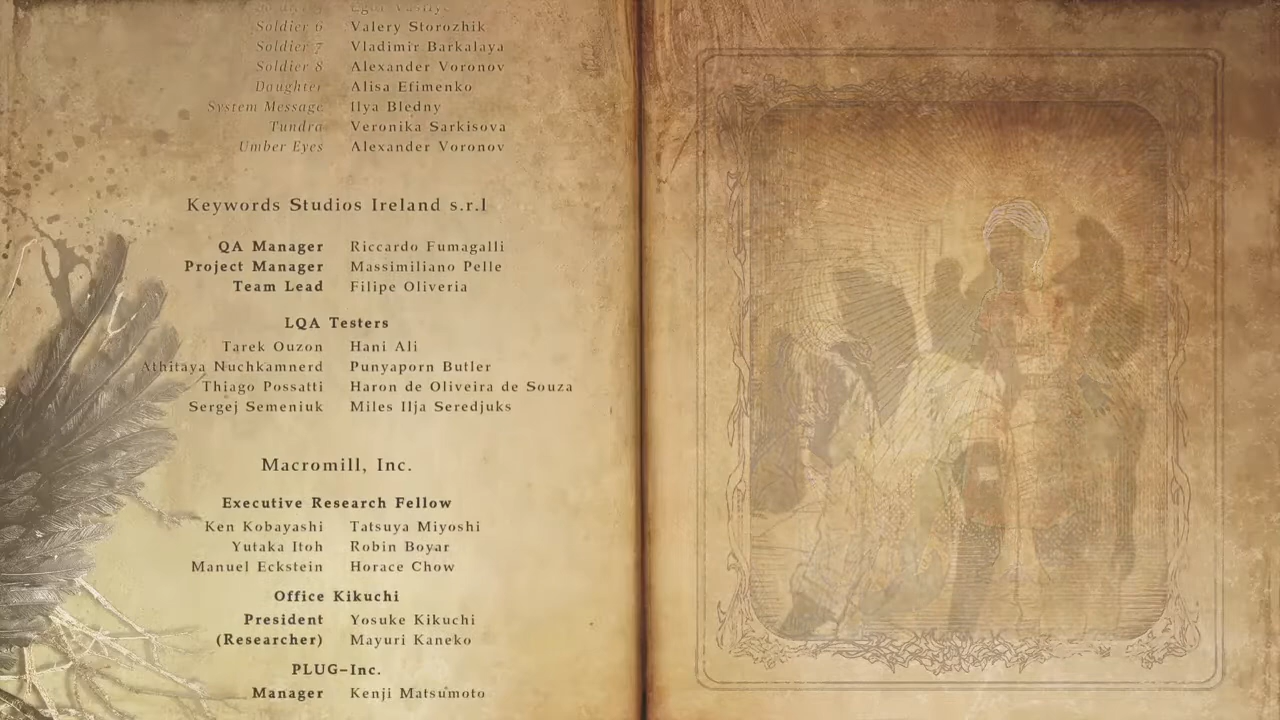 Soldier 6 Valery Storozhik
Soldier 7 Vladimir Barkalaya
Soldier 8 Alexander Voronov
Daughter Alisa Efimenko
System Message Ilya Bledny
Tundra Veronika Sarkisova
Umber Eyes Alexander Voronov
Keywords Studios Ireland s.r.l
QA Manager Riccardo Fumagalli
Project Manager Massimiliano Pelle
Team Lead Filipe Oliveria
LQA Testers
Tarek Ouzon Hani Ali
Athitaya Nuchkamnerd Punyaporn Butler
Thiago Possatti Haron de Oliveira de Souza
Sergej Semeniuk Miles Ilja Seredjuks
Macromill, Inc.
Executive Research Fellow
Ken Kobayashi Tatsuya Miyoshi
Yutaka Itoh Robin Boyar
Manuel Eckstein Horace Chow
Office Kikuchi
President Yosuke Kikuchi
(Researcher) Mayuri Kaneko
PLUG-Inc.
Manager Kenji Matsumoto